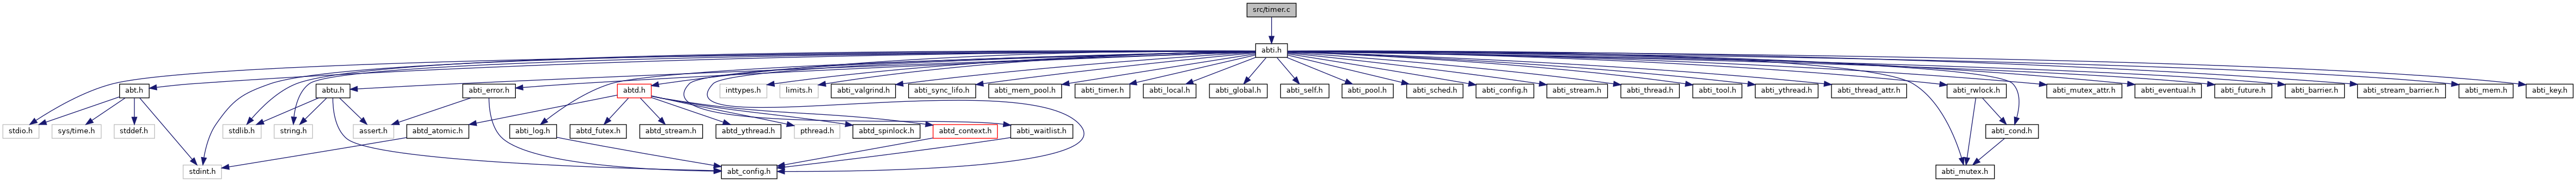 src/timer.c
abti.h
abt.h
abtu.h
abti_error.h
abtd.h
inttypes.h
limits.h
abti_valgrind.h
abti_sync_lifo.h
abti_mem_pool.h
abti_timer.h
abti_local.h
abti_global.h
abti_self.h
abti_pool.h
abti_sched.h
abti_config.h
abti_stream.h
abti_thread.h
abti_tool.h
abti_ythread.h
abti_thread_attr.h
abti_rwlock.h
abti_mutex_attr.h
abti_eventual.h
abti_future.h
abti_barrier.h
abti_stream_barrier.h
abti_mem.h
abti_key.h
stdio.h
sys/time.h
stddef.h
stdlib.h
string.h
assert.h
abtd_atomic.h
abti_log.h
abtd_futex.h
abtd_stream.h
abtd_ythread.h
pthread.h
abtd_spinlock.h
abtd_context.h
abti_waitlist.h
abti_cond.h
stdint.h
abt_config.h
abti_mutex.h